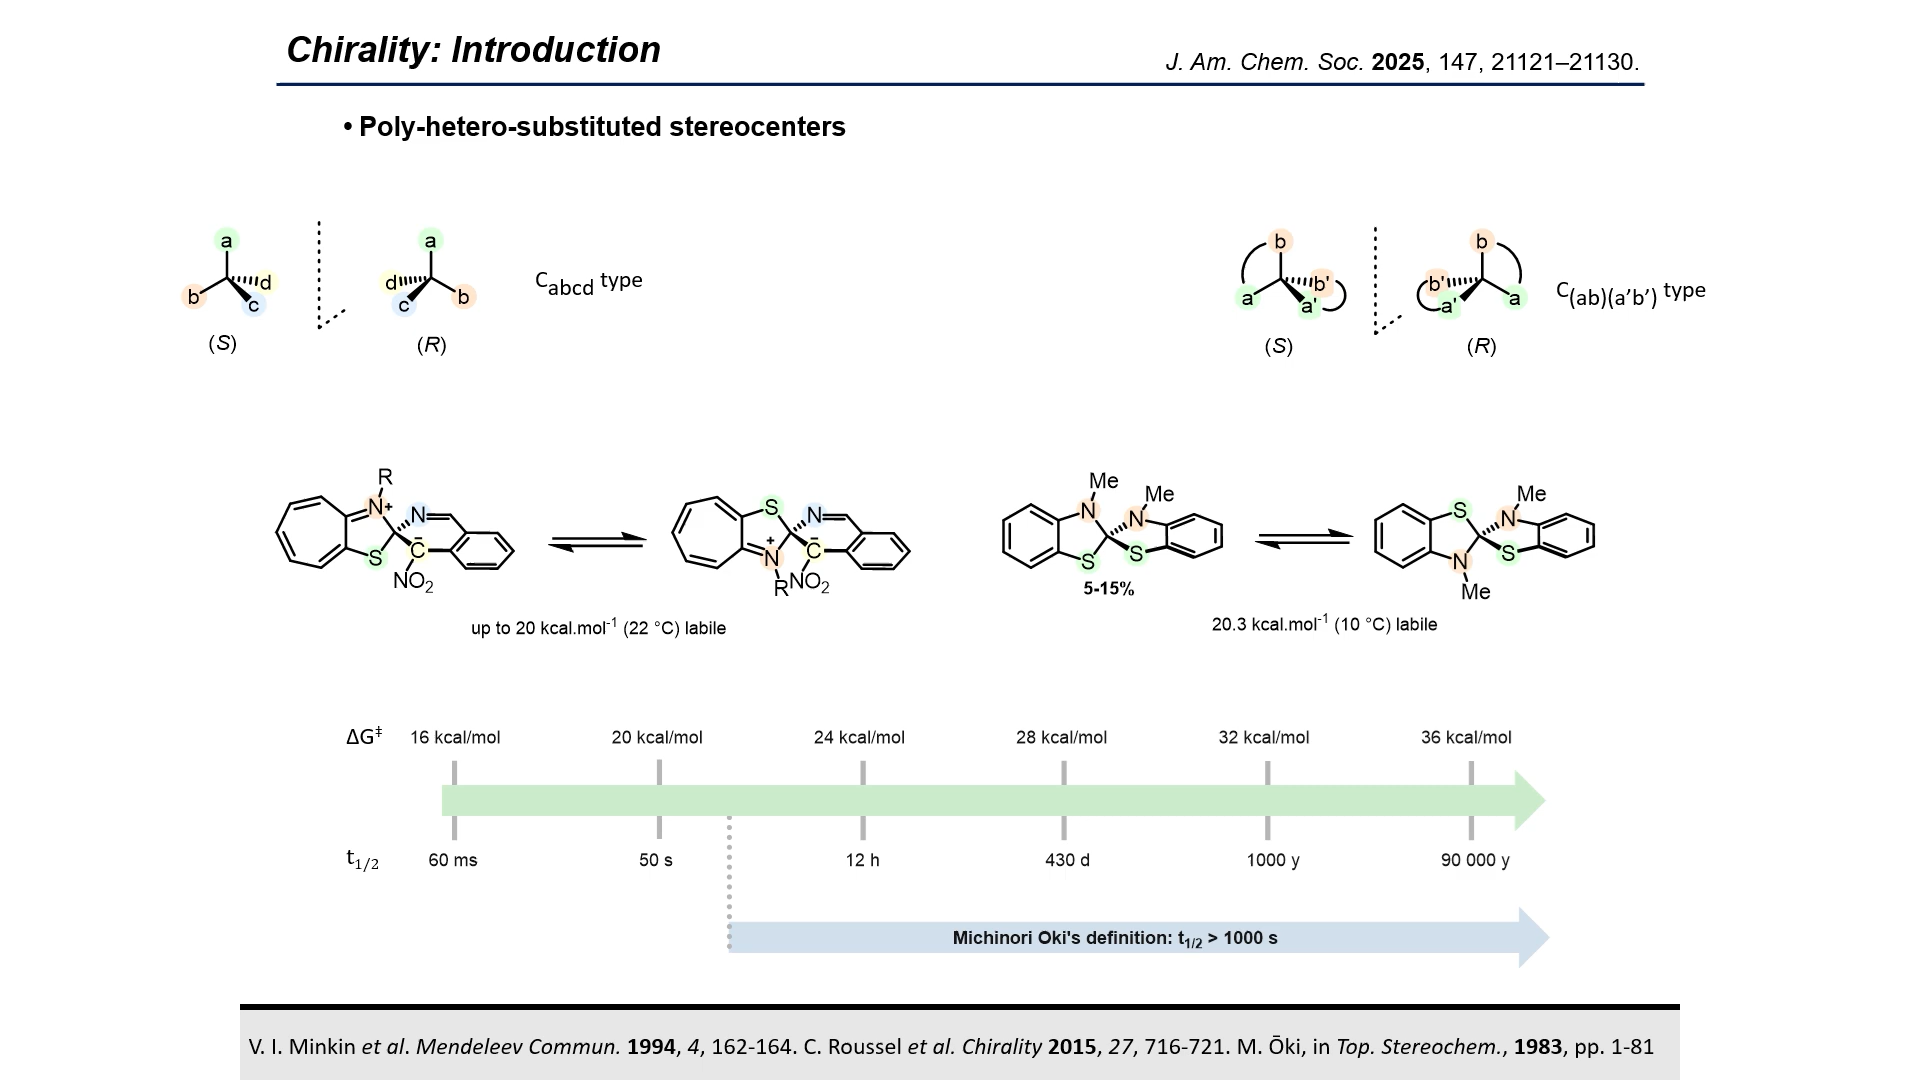 Chirality: Introduction
J. Am. Chem. Soc. 2025, 147, 21121–21130.
• Poly-hetero-substituted stereocenters
a
b
d
c
(S)
a
d
c
b
(R)
Cabcd type
b
a
b'
a'
(S)
b
b'
a'
a
(R)
C(ab)(a'b') type
R
N+
S
N
C̄
NO2
S
N
+
N
R
C̄
NO2
up to 20 kcal.mol-1 (22 °C) labile
Me
N
S
Me
N
S
5-15%
S
N
Me
Me
N
S
20.3 kcal.mol-1 (10 °C) labile
ΔG‡ 16 kcal/mol 20 kcal/mol 24 kcal/mol 28 kcal/mol 32 kcal/mol 36 kcal/mol
t1/2 60 ms 50 s 12 h 430 d 1000 y 90 000 y
Michinori Oki's definition: t1/2 > 1000 s
V. I. Minkin et al. Mendeleev Commun. 1994, 4, 162-164. C. Roussel et al. Chirality 2015, 27, 716-721. M. Ōki, in Top. Stereochem., 1983, pp. 1-81